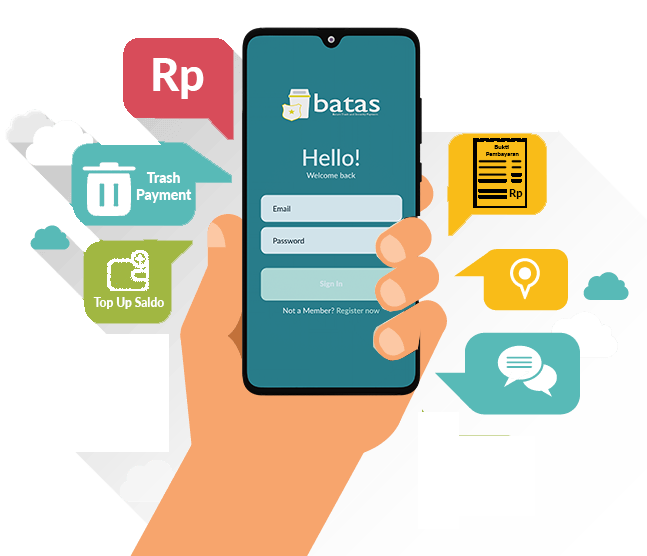 Rp
Trash
Payment
Top Up Saldo
batas
Hello!
Welcome back
Email
Password
Sign In
Not a Member? Register now
Bukti
Pembayaran
Rp